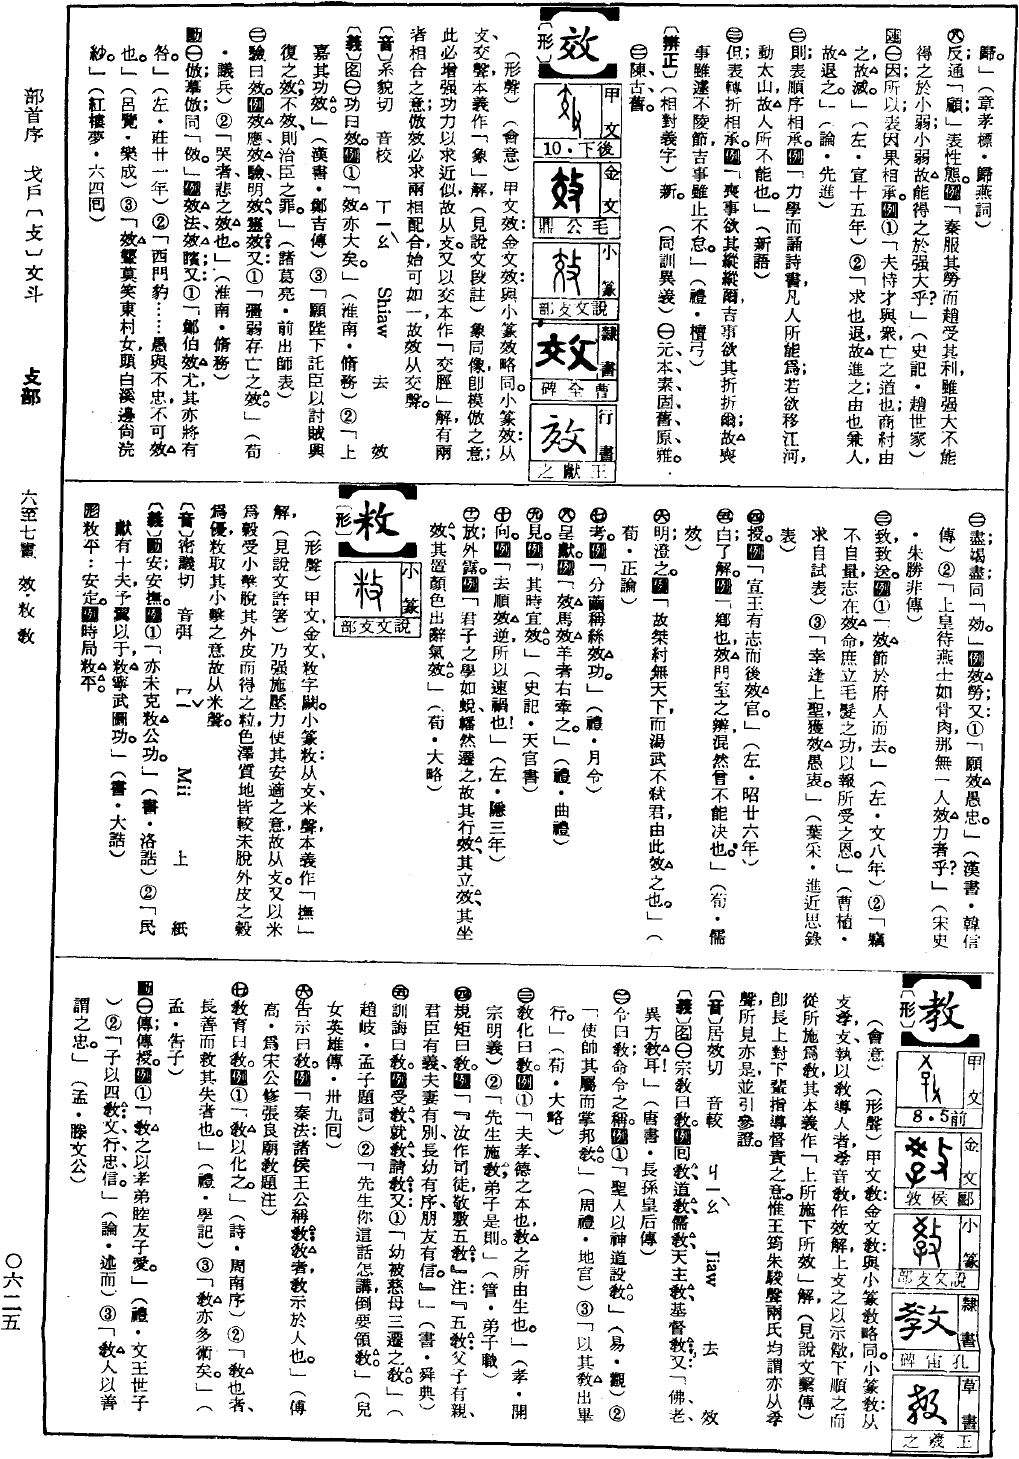 部首序 戈戶〔攴〕文斗 攴部 六至七畫 效·敉·教 〇六二五
歸。」(章孝標·歸燕詞)
㊇反通「顧」;表性態。例「秦服其勞而趙受其利,雖强大不能
得之於小弱;小弱故能得之於强大乎?」(史記·趙世家)
連㊀因;所以;表因果相承。例①「夫恃才與衆,亡之道也;商紂由
之,故滅。」(左·宣十五年)②「求也退,故進之;由也兼人,
故退之。」(論·先進)
㊁則;表順序相承。例「力學而誦詩書,凡人所能爲;若欲移江河,
動太山,故人所不能也。」(新語)
㊂但;表轉折相承。例「喪事欲其縱縱爾,吉事欲其折折爾;故喪
事雖遽不陵節,吉事雖止不怠。」(禮·檀弓)
〔辨正〕(相對義字)新。 (同訓異義)㊀元、本、素、固、舊、原、雅。
㊁陳、古、舊。
效
〔形〕
甲文 後下·10
金文 毛公鼎
小篆 說文攴部
隸書 曹全碑
行書 王獻之
(形聲)(會意)甲文效:金文效:與小篆效略同。小篆效:从
攴,交聲,本義作「象」解,(見說文段註)象同像,卽模倣之意;
此必增强功力以求近似,故从攴。又以交本作「交脛」解,有兩
者相合之意,倣效必求兩相配合,始可如一,故效从交聲。
〔音〕系貌切 音校 ㄒㄧㄠˋ Shiaw 去 效
〔義〕名㊀功曰效。例①「效亦大矣。」(淮南·脩務)②「上
嘉其功效。」(漢書·鄭吉傳)③「願陛下託臣以討賊興
復之效,不效,則治臣之罪。」(諸葛亮·前出師表)
㊁驗曰效。例效應、效驗、明效、靈效;又①「彊弱存亡之效。」(荀
·議兵)②「哭者,悲之效也。」(淮南·脩務)
動㊀倣;摹倣;同「傚」。例效法、效矉;又①「鄭伯效尤,其亦將有
咎。」(左·莊廿一年)②「西門豹……愚與不忠,不可效
也。」(呂覽·樂成)③「效顰莫笑東村女,頭白溪邊尙浣
紗。」(紅樓夢·六四囘)
㊁盡;竭盡;同「効」。例效勞;又①「願效愚忠。」(漢書·韓信
傳)②「上皇待燕士如骨肉,那無一人效力者乎?」(宋史
·朱勝非傳)
㊂致;致送。例①「效節於府人而去。」(左·文八年)②「竊
不自量,志在效命,庶立毛髮之功,以報所受之恩。」(曹植·
求自試表)③「幸逢上聖,獲效愚衷。」(葉采·進近思錄
表)
㊃授。例「宣王有志,而後效官。」(左·昭廿六年)
㊄白;了解。例「鄉也,效門室之辨,混然曾不能決也。」(荀·儒
效)
㊅明;澄之。例「故桀紂無天下,而湯武不弒君,由此效之也。」(
荀·正論)
㊆考。例「分繭稱絲效功。」(禮·月令)
㊇呈獻。例「效馬效羊者,右牽之。」(禮·曲禮)
㊈見。例「其時宜效。」(史記·天官書)
㊉向。例「去順效逆,所以速禍也!」(左·隱三年)
㈩㊀放;外露。例「君子之學如蛻,幡然遷之,故其行效,其立效,其坐
效,其置顏色、出辭氣效。」(荀·大略)
敉
〔形〕
小篆 說文攴部
(形聲)甲文、金文敉字闕。小篆敉:从攴,米聲,本義作「撫」
解,(見說文許箸)乃强施壓力使其安適之意,故从攴。又以米
爲穀受小擊脫其外皮而得之粒,色澤質地皆較未脫外皮之穀
爲優,敉取其小擊之意,故从米聲。
〔音〕密議切 音弭 ㄇㄧˇ Mii 上 紙
〔義〕動安;安撫。例①「亦未克敉公功。」(書·洛誥)②「民
獻有十夫,予翼以于,敉寧武圖功。」(書·大誥)
形敉平:安定。例時局敉平。
教
〔形〕
甲文 前5·8
金文 郾侯敦
小篆 說文攴部
隸書 孔宙碑
草書 王羲之
(會意)(形聲)甲文教:金文教:與小篆教略同。小篆教:从
攴、孝,攴、執以教導人者,孝音教,作效解,上攴之以示儆,下順之而
從所施爲教,其本義作「上所施下所效」解,(見說文繫傳)
卽長上對下輩指導督責之意。惟王筠、朱駿聲兩氏均謂亦从孝
聲,所見亦是,並引參證。
〔音〕居效切 音較 ㄐㄧㄠˋ Jiaw 去 效
〔義〕名㊀宗教曰教。例囘教、道教、儒教、天主教、基督教;又「佛、老,
異方教耳!」(唐書·長孫皇后傳)
㊁令曰教;命令之稱。例①「聖人以神道設教。」(易·觀)②
「使帥其屬而掌邦教。」(周禮·地官)③「以其教出畢
行。」(荀·大略)
㊂教化曰教。例①「夫孝,德之本也,教之所由生也。」(孝·開
宗明義)②「先生施教,弟子是則。」(管·弟子職)
㊃規矩曰教。例「『汝作司徒,敬敷五教。』注:『五教:父子有親,
君臣有義,夫妻有別,長幼有序,朋友有信。』」(書·舜典)
㊄訓誨曰教。例受教、就教、請教;又①「幼被慈母三遷之教。」(
趙岐·孟子題詞)②「先生你這話怎講?倒要領教。」(兒
女英雄傳·卅九囘)
㊅告示曰教。例「秦法,諸侯王公稱教;教者,教示於人也。」(傅
高·爲宋公修張良廟教題注)
㊆教育曰教。例①「教以化之。」(詩·周南序)②「教也者,
長善而救其失者也。」(禮·學記)③「教亦多術矣。」(
孟·告子)
動㊀傳;傳授。例①「教之以孝弟睦友子愛。」(禮·文王世子
)②「子以四教:文、行、忠、信。」(論·述而)③「教人以善
謂之忠。」(孟·滕文公)